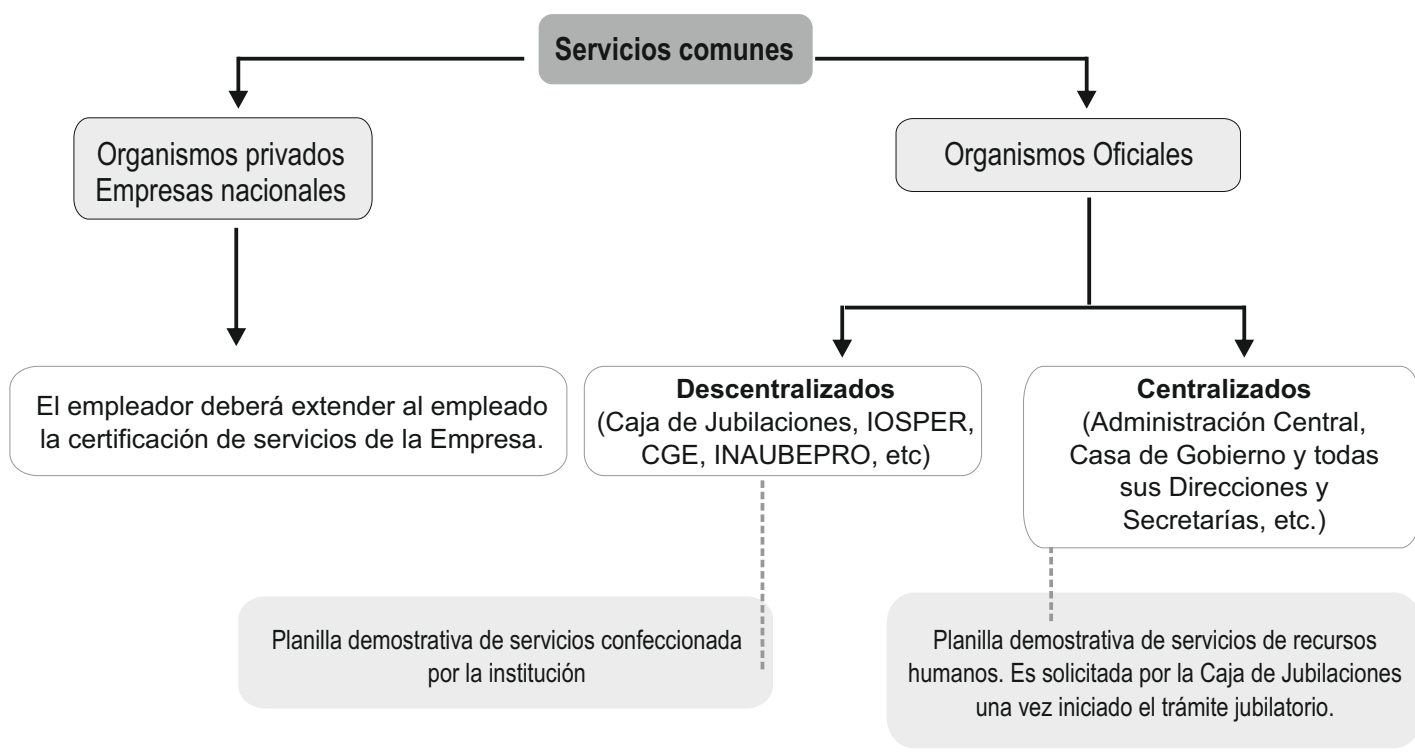 Servicios comunes
Organismos privados
Empresas nacionales
Organismos Oficiales
El empleador deberá extender al empleado
la certificación de servicios de la Empresa.
Descentralizados
(Caja de Jubilaciones, IOSPER,
CGE, INAUBEPRO, etc)
Centralizados
(Administración Central,
Casa de Gobierno y todas
sus Direcciones y
Secretarías, etc.)
Planilla demostrativa de servicios confeccionada
por la institución
Planilla demostrativa de servicios de recursos
humanos. Es solicitada por la Caja de Jubilaciones
una vez iniciado el trámite jubilatorio.